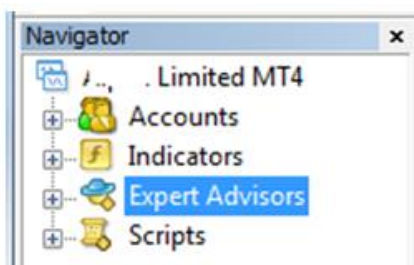 Navigator
Limited MT4
Accounts
Indicators
Expert Advisors
Scripts